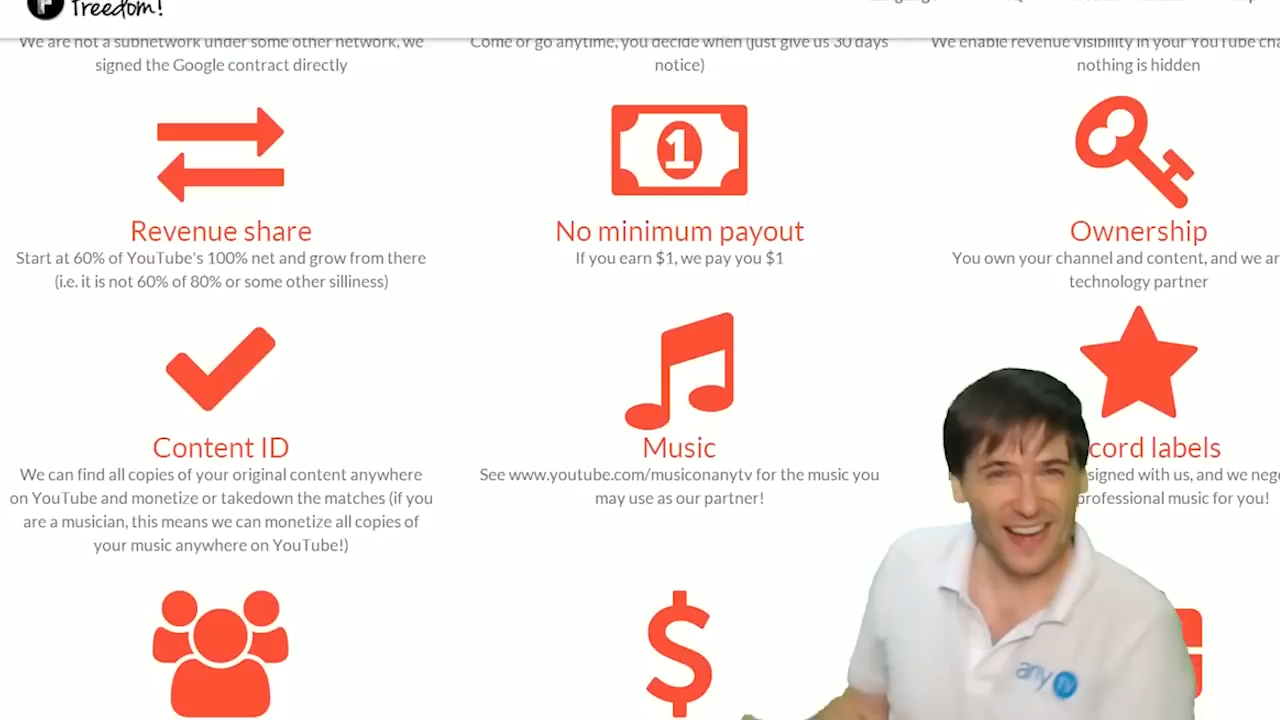 freedom!
We are not a subnetwork under some other network, we
signed the Google contract directly
Come or go anytime, you decide when (just give us 30 days
notice)
We enable revenue visibility in your YouTube
nothing is hidden
1
Revenue share
Start at 60% of YouTube's 100% net and grow from there
(i.e. it is not 60% of 80% or some other silliness)
No minimum payout
If you earn $1, we pay you $1
Ownership
You own your channel and content, and we
technology partner
Content ID
We can find all copies of your original content anywhere
on YouTube and monetize or takedown the matches (if you
are a musician, this means we can monetize all copies of
your music anywhere on YouTube!)
Music
See www.youtube.com/musiconanytv for the music you
may use as our partner!
cord labels
signed with us, and we
professional music for you!
$
any TV